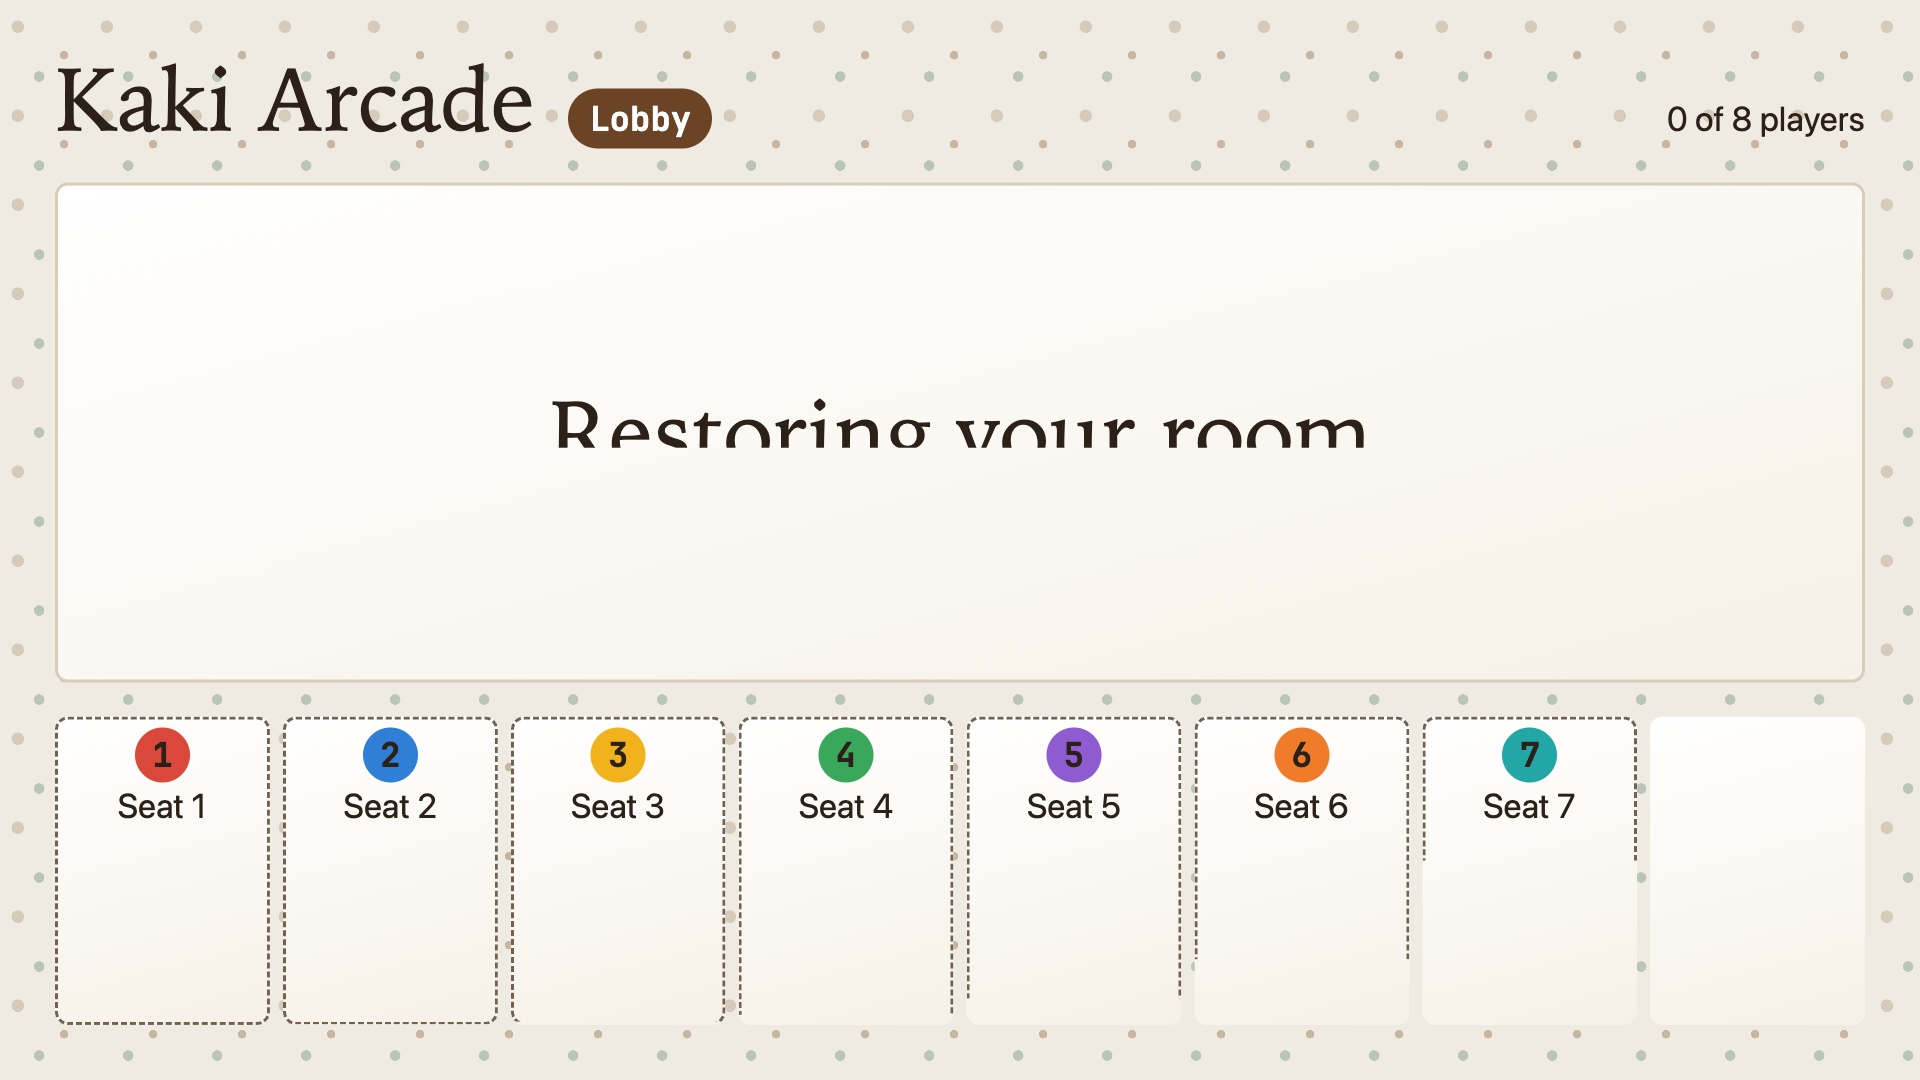 Kaki Arcade
Lobby
0 of 8 players
Restoring your room
1
Seat 1
2
Seat 2
3
Seat 3
4
Seat 4
5
Seat 5
6
Seat 6
7
Seat 7